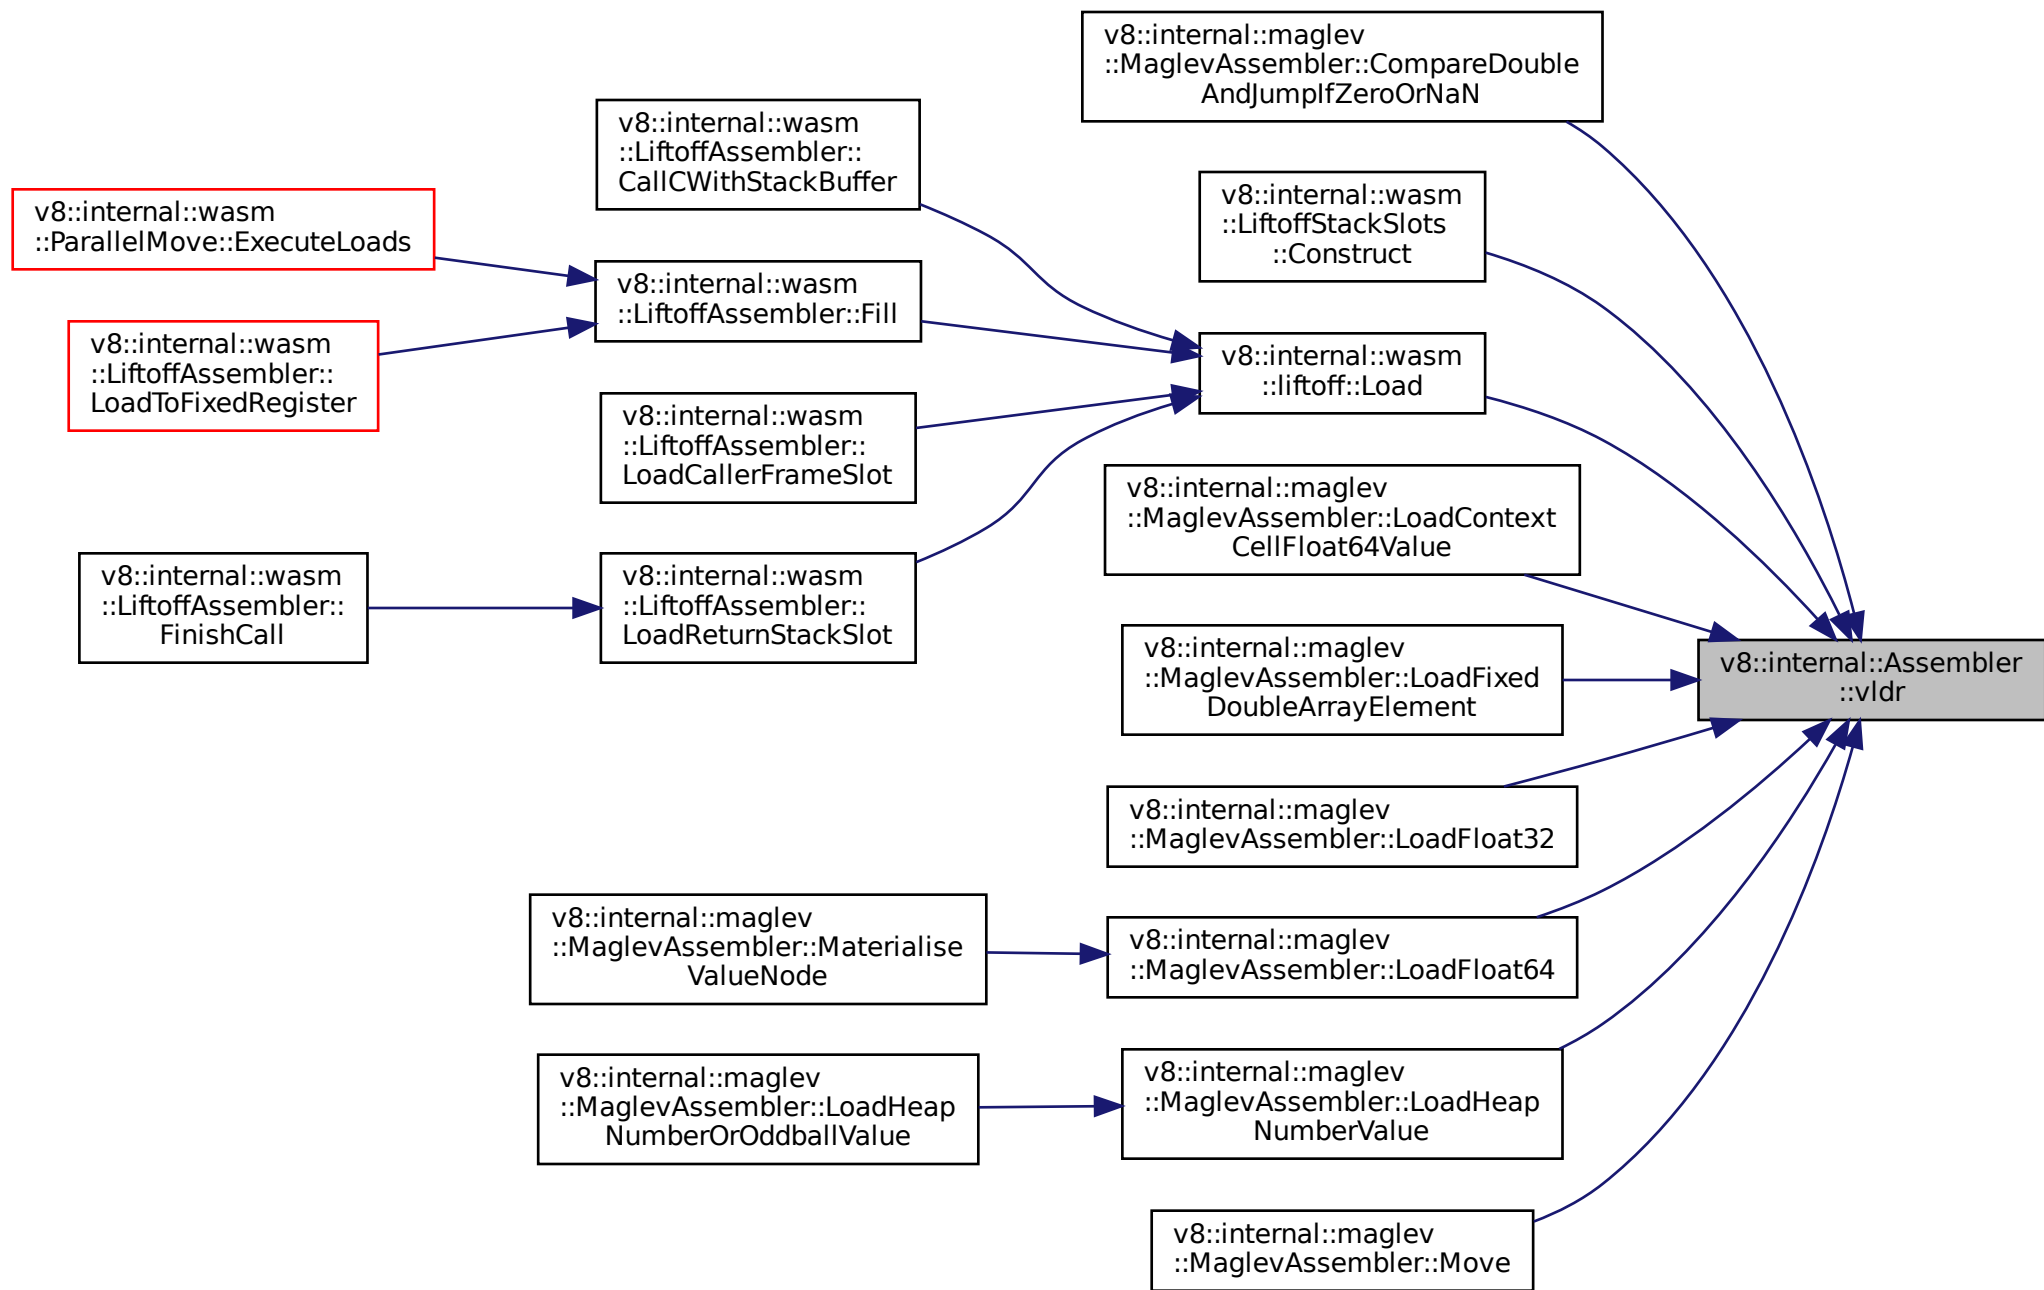 v8::internal::maglev
::MaglevAssembler::CompareDouble
AndJumpIfZeroOrNaN
v8::internal::wasm
::LiftoffAssembler::
CallCWithStackBuffer
v8::internal::wasm
::LiftoffStackSlots
::Construct
v8::internal::wasm
::ParallelMove::ExecuteLoads
v8::internal::wasm
::LiftoffAssembler::Fill
v8::internal::wasm
::LiftoffAssembler::
LoadToFixedRegister
v8::internal::wasm
::liftoff::Load
v8::internal::wasm
::LiftoffAssembler::
LoadCallerFrameSlot
v8::internal::maglev
::MaglevAssembler::LoadContext
CellFloat64Value
v8::internal::wasm
::LiftoffAssembler::
FinishCall
v8::internal::wasm
::LiftoffAssembler::
LoadReturnStackSlot
v8::internal::maglev
::MaglevAssembler::LoadFixed
DoubleArrayElement
v8::internal::Assembler
::vldr
v8::internal::maglev
::MaglevAssembler::LoadFloat32
v8::internal::maglev
::MaglevAssembler::Materialise
ValueNode
v8::internal::maglev
::MaglevAssembler::LoadFloat64
v8::internal::maglev
::MaglevAssembler::LoadHeap
NumberOrOddballValue
v8::internal::maglev
::MaglevAssembler::LoadHeap
NumberValue
v8::internal::maglev
::MaglevAssembler::Move